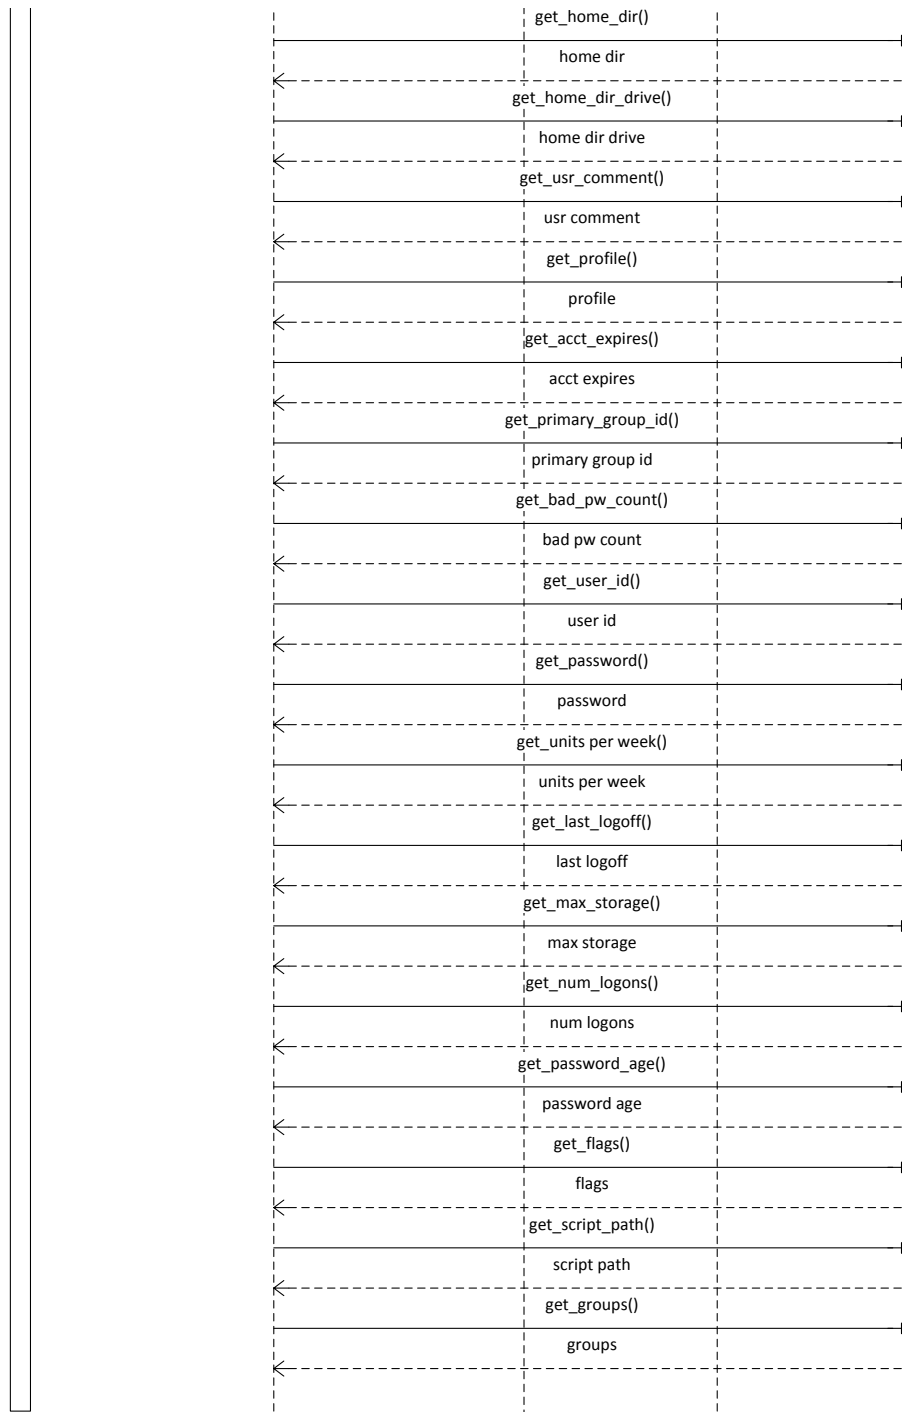 get_home_dir()
home dir
get_home_dir_drive()
home dir drive
get_usr_comment()
usr comment
get_profile()
profile
get_acct_expires()
acct expires
get_primary_group_id()
primary group id
get_bad_pw_count()
bad pw count
get_user_id()
user id
get_password()
password
get_units per week()
units per week
get_last_logoff()
last logoff
get_max_storage()
max storage
get_num_logons()
num logons
get_password_age()
password age
get_flags()
flags
get_script_path()
script path
get_groups()
groups